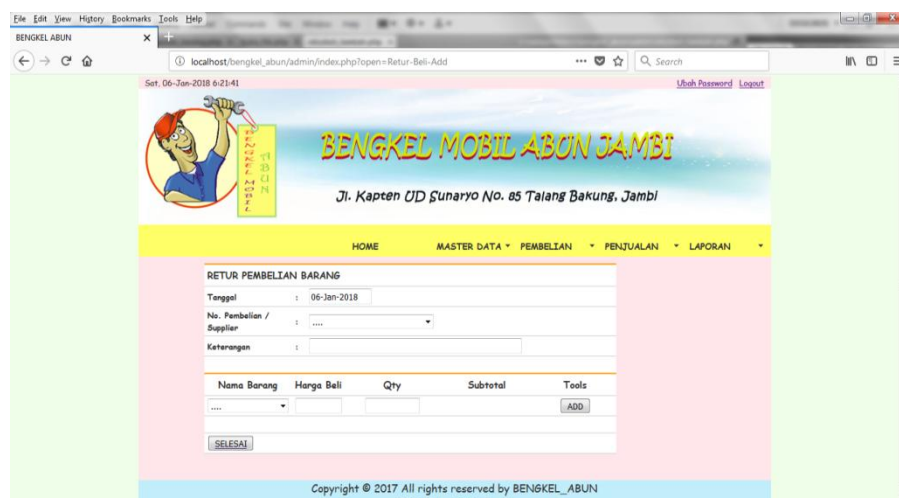 File Edit View History Bookmarks Tools Help
BENGKEL ABUN
localhost/bengkel_abun/admin/index.php?open=Retur-Beli-Add
Search
Sat, 06-Jan-2018 6:21:41
Ubah Password Logout
BENGKEL MOBIL
ABUN
BENGKEL MOBIL ABUN JAMBI
Jl. Kapten UD Sunaryo No. 85 Talang Bakung, Jambi
HOME MASTER DATA PEMBELIAN PENJUALAN LAPORAN
RETUR PEMBELIAN BARANG
Tanggal : 06-Jan-2018
No. Pembelian /
Supplier : ....
Keterangan :
Nama Barang Harga Beli Qty Subtotal Tools
.... ADD
SELESAI
Copyright © 2017 All rights reserved by BENGKEL_ABUN